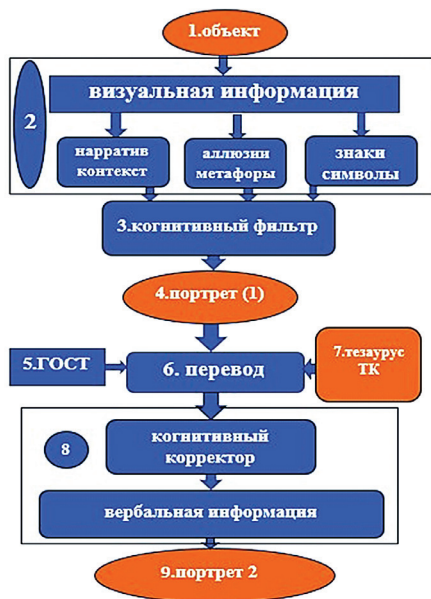 1.объект
визуальная информация
2
нарратив
контекст
аллюзии
метафоры
знаки
символы
3.когнитивный фильтр
4.портрет (1)
5.ГОСТ
6. перевод
7.тезаурус
ТК
8
когнитивный
корректор
вербальная информация
9.портрет 2